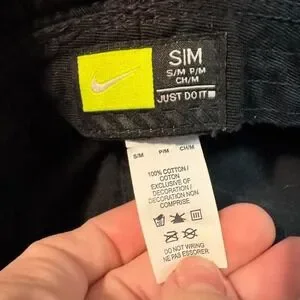 SIM
S/M P/M
CH/M
JUST DO IT
S/M P/M CH/M
100% COTTON/
COTON
EXCLUSIVE OF
DECORATION/
DECORATION NON
COMPRISE
DO NOT WRING
NE PAS ESSORER